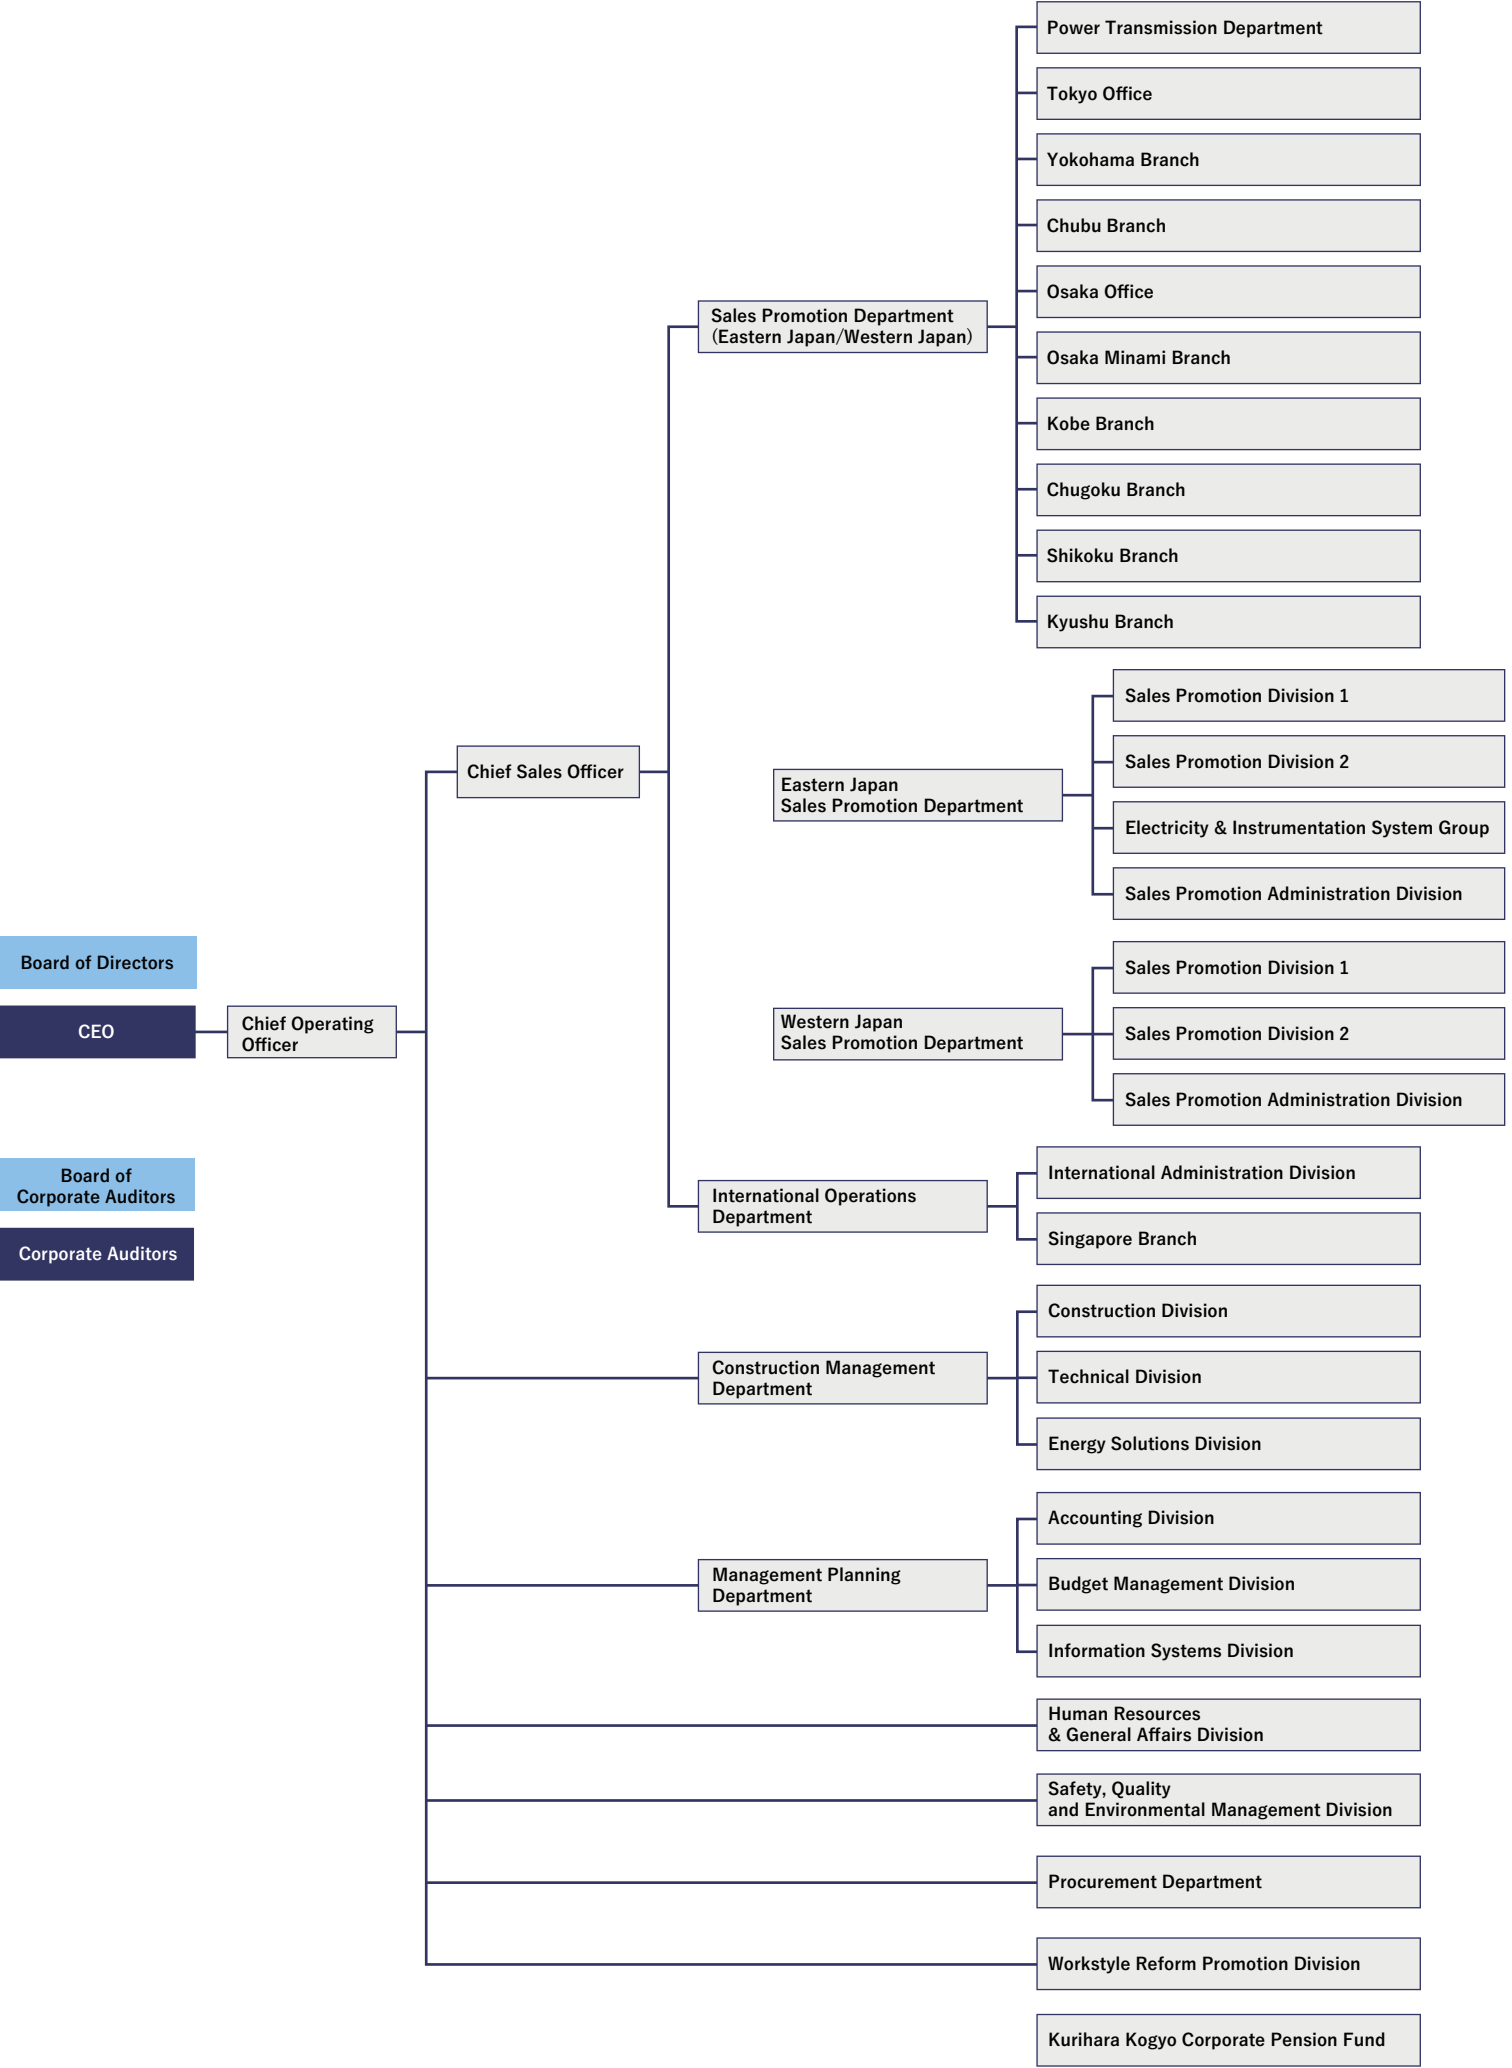 Board of Directors
CEO
Board of
Corporate Auditors
Corporate Auditors
Chief Operating
Officer
Chief Sales Officer
Sales Promotion Department
(Eastern Japan/Western Japan)
Power Transmission Department
Tokyo Office
Yokohama Branch
Chubu Branch
Osaka Office
Osaka Minami Branch
Kobe Branch
Chugoku Branch
Shikoku Branch
Kyushu Branch
Eastern Japan
Sales Promotion Department
Sales Promotion Division 1
Sales Promotion Division 2
Electricity & Instrumentation System Group
Sales Promotion Administration Division
Western Japan
Sales Promotion Department
Sales Promotion Division 1
Sales Promotion Division 2
Sales Promotion Administration Division
International Operations
Department
International Administration Division
Singapore Branch
Construction Management
Department
Construction Division
Technical Division
Energy Solutions Division
Management Planning
Department
Accounting Division
Budget Management Division
Information Systems Division
Human Resources
& General Affairs Division
Safety, Quality
and Environmental Management Division
Procurement Department
Workstyle Reform Promotion Division
Kurihara Kogyo Corporate Pension Fund